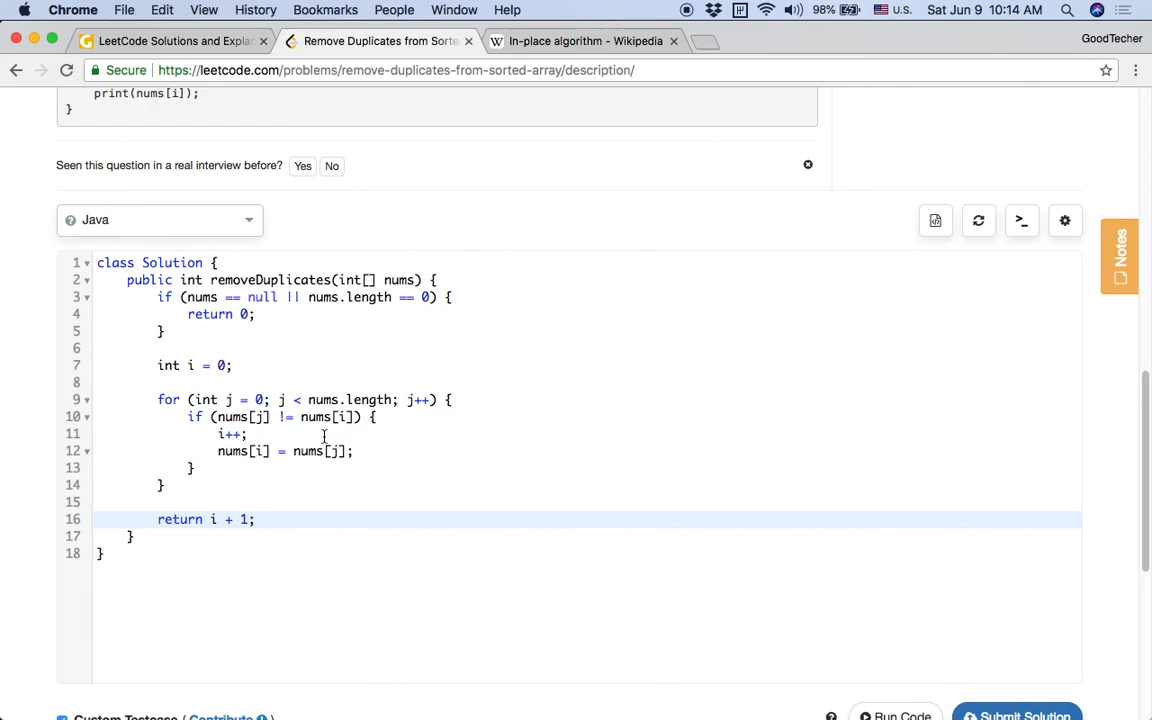 Chrome File Edit View History Bookmarks People Window Help 98% U.S. Sat Jun 9 10:14 AM
LeetCode Solutions and Explar Remove Duplicates from Sorte In-place algorithm - Wikipedia GoodTecher
Secure https://leetcode.com/problems/remove-duplicates-from-sorted-array/description/
print(nums[i]);
}
Seen this question in a real interview before? Yes No
Java
Notes
1 class Solution {
2 public int removeDuplicates(int[] nums) {
3 if (nums == null || nums.length == 0) {
4 return 0;
5 }
6
7 int i = 0;
8
9 for (int j = 0; j < nums.length; j++) {
10 if (nums[j] != nums[i]) {
11 i++;
12 nums[i] = nums[j];
13 }
14 }
15
16 return i + 1;
17 }
18 }
Custom Testcase ( Contribute ) Run Code Submit Solution